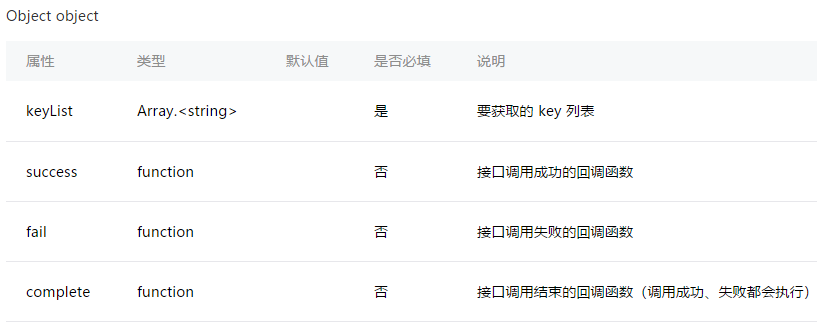 Object object
属性 类型 默认值 是否必填 说明
keyList Array.<string> 是 要获取的 key 列表
success function 否 接口调用成功的回调函数
fail function 否 接口调用失败的回调函数
complete function 否 接口调用结束的回调函数（调用成功、失败都会执行）